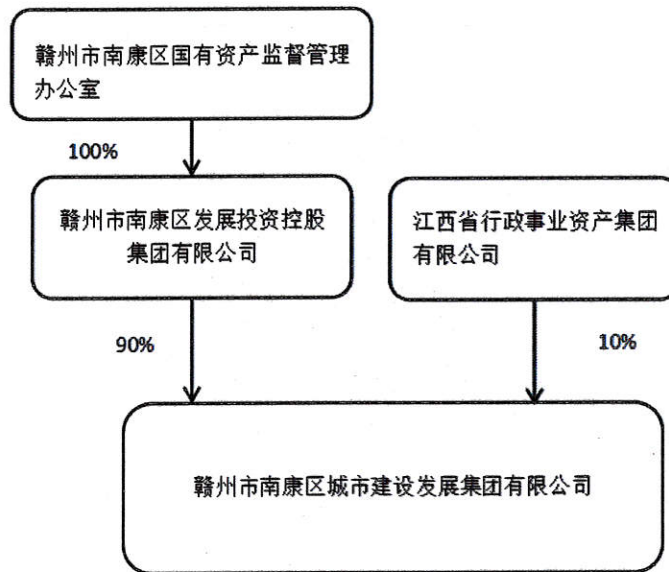 赣州市南康区国有资产监督管理
办公室
100%
赣州市南康区发展投资控股
集团有限公司
江西省行政事业资产集团
有限公司
90%
10%
赣州市南康区城市建设发展集团有限公司